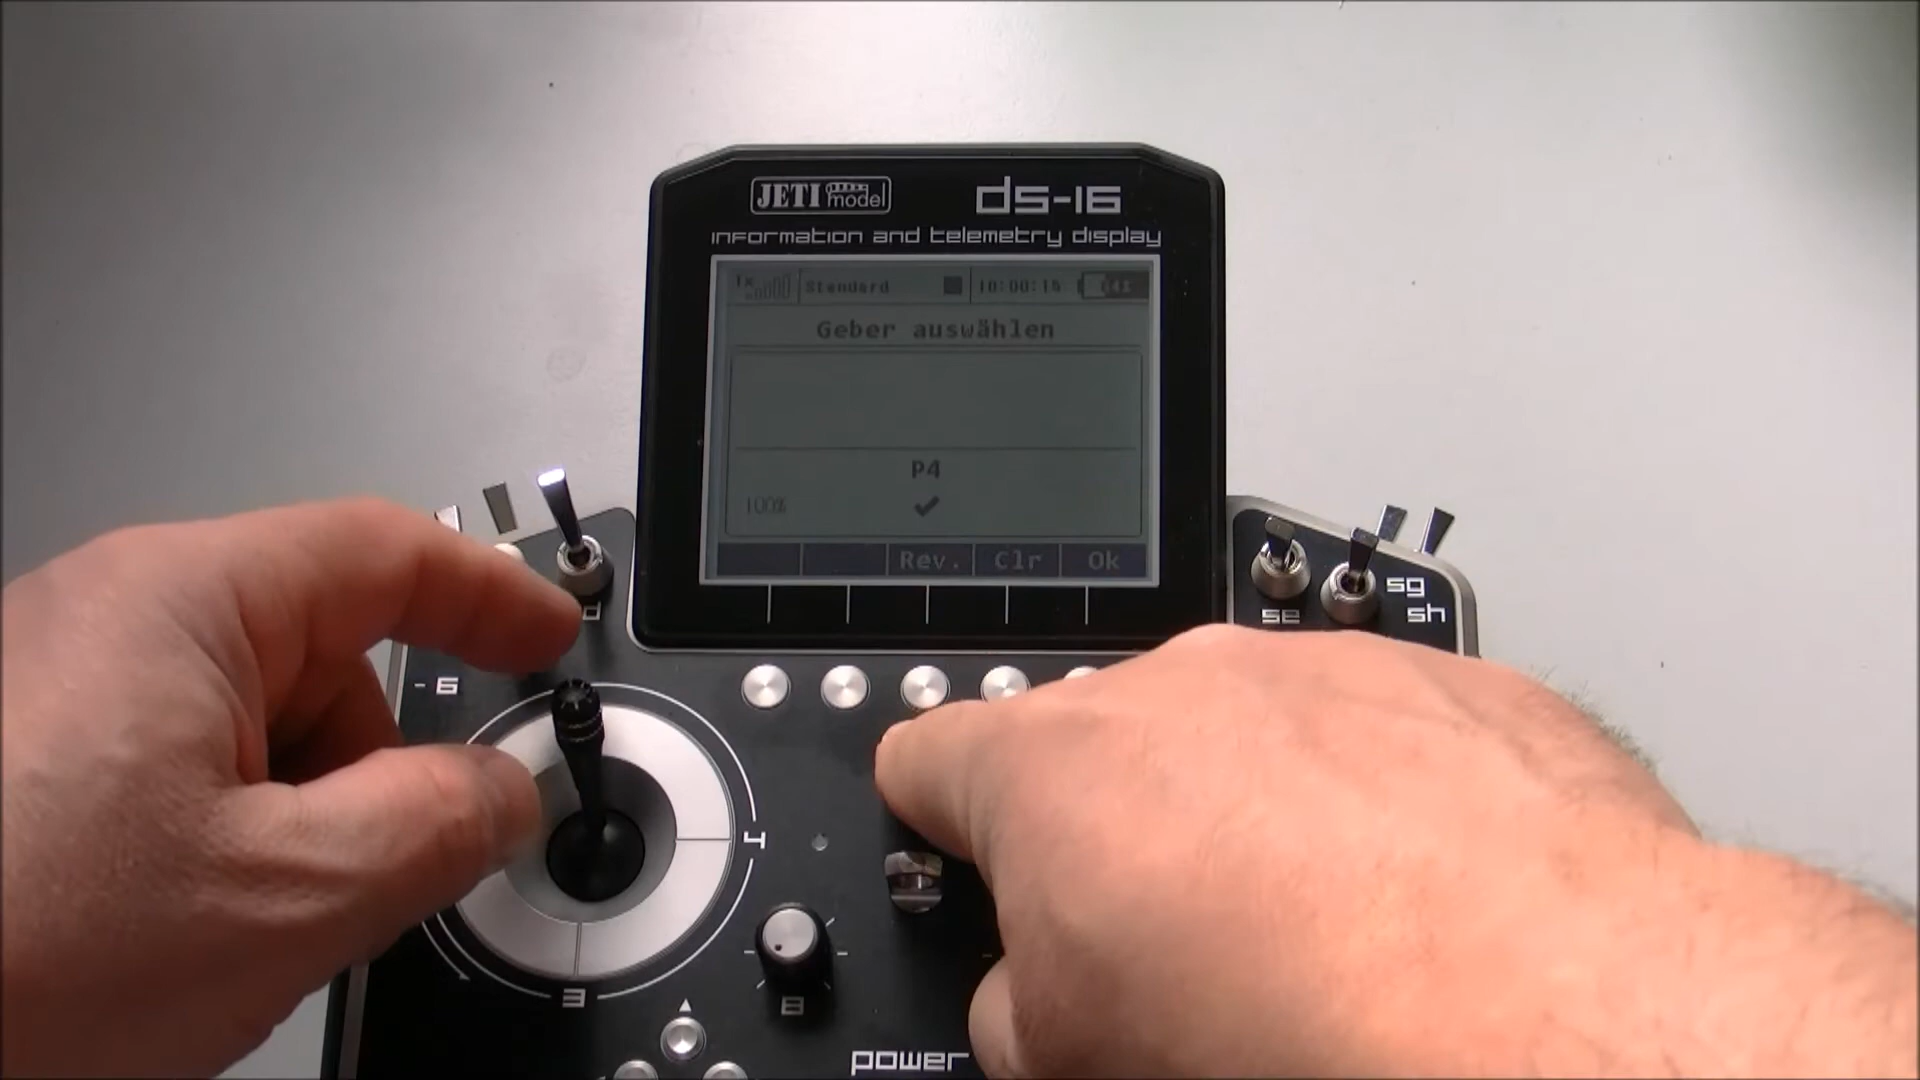 JETI model
ds-16
information and telemetry display
Tx Standard 10:00:15
Geber auswählen
P4
100%
Rev. Clr Ok
d
se
sg
sh
- 6
4
3
B
power